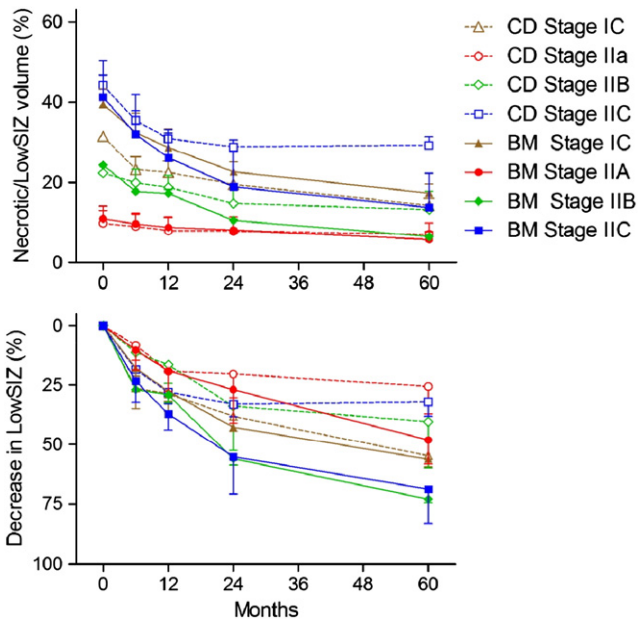 Necrotic/LowSIZ volume (%)
60
40
20
0
0 12 24 36 48 60
CD Stage IC
CD Stage IIa
CD Stage IIB
CD Stage IIC
BM Stage IC
BM Stage IIA
BM Stage IIB
BM Stage IIC
Decrease in LowSIZ (%)
0
25
50
75
100
0 12 24 36 48 60
Months